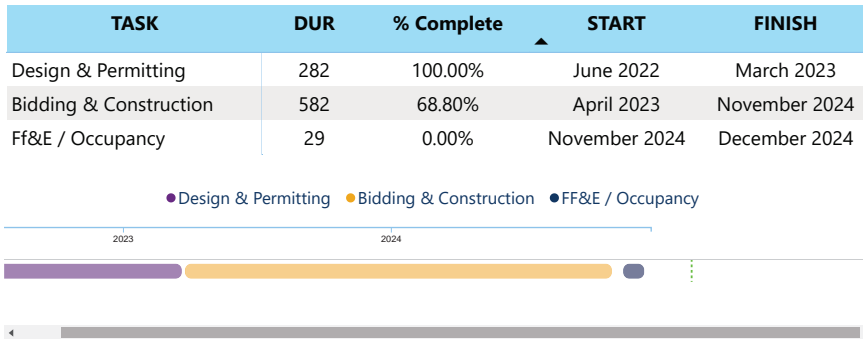 TASK DUR % Complete START FINISH
Design & Permitting 282 100.00% June 2022 March 2023
Bidding & Construction 582 68.80% April 2023 November 2024
Ff&E / Occupancy 29 0.00% November 2024 December 2024
Design & Permitting Bidding & Construction FF&E / Occupancy
2023 2024